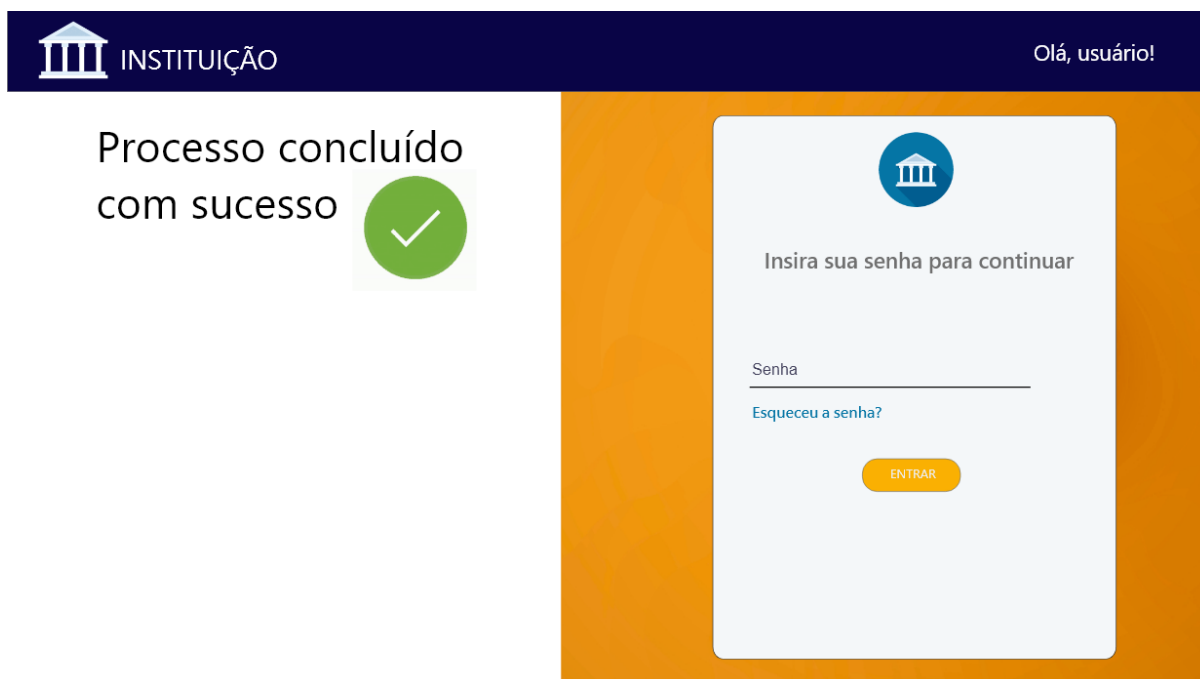 INSTITUIÇÃO
Olá, usuário!
Processo concluído
com sucesso
Insira sua senha para continuar
Senha
Esqueceu a senha?
ENTRAR